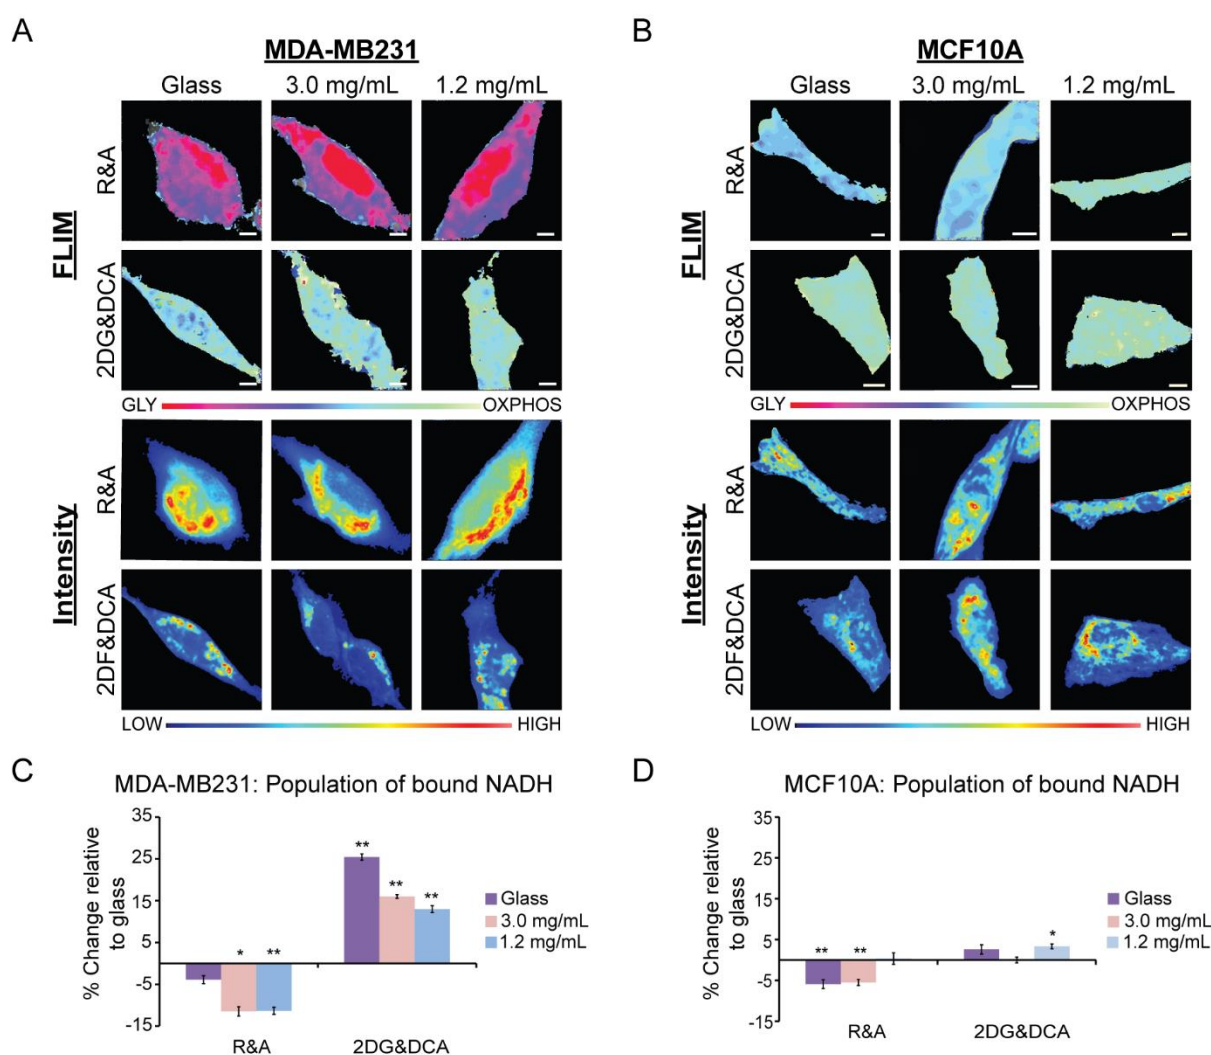 A
MDA-MB231
Glass 3.0 mg/mL 1.2 mg/mL
FLIM
R&A
2DG&DCA
GLY OXPHOS
Intensity
R&A
2DF&DCA
LOW HIGH
B
MCF10A
Glass 3.0 mg/mL 1.2 mg/mL
FLIM
R&A
2DG&DCA
GLY OXPHOS
Intensity
R&A
2DF&DCA
LOW HIGH
C
MDA-MB231: Population of bound NADH
% Change relative
to glass
35
25
15
5
-5
-15
* **
** ** **
R&A 2DG&DCA
Glass
3.0 mg/mL
1.2 mg/mL
D
MCF10A: Population of bound NADH
% Change relative
to glass
35
25
15
5
-5
-15
** **
*
R&A 2DG&DCA
Glass
3.0 mg/mL
1.2 mg/mL